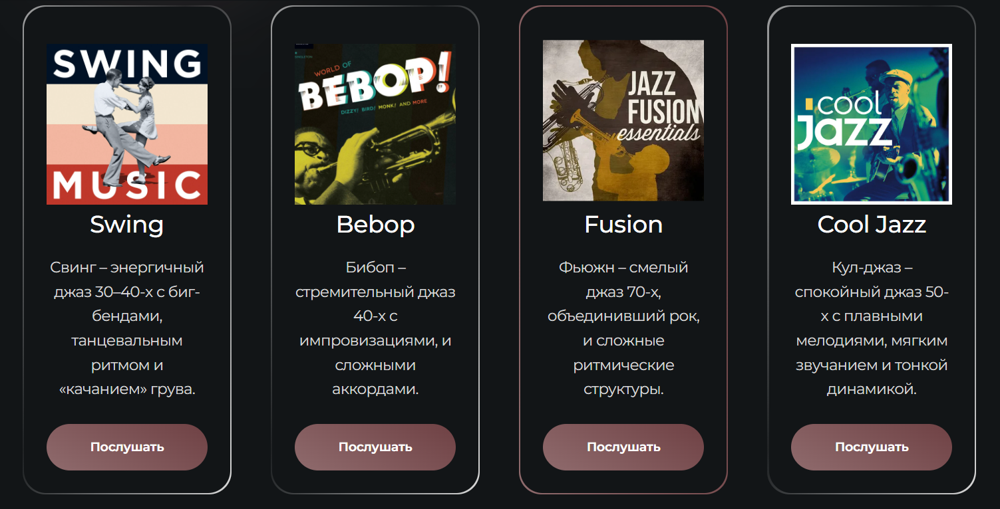 SWING
MUSIC
Swing
Свинг – энергичный
джаз 30–40-х с биг-
бендами,
танцевальным
ритмом и
«качанием» грува.
Послушать
WORLD OF
BEBOP!
DIZZY! BIRD! MONK! AND MORE
Bebop
Бибоп –
стремительный джаз
40-х с
импровизациями, и
сложными
аккордами.
Послушать
JAZZ
FUSION
essentials
Fusion
Фьюжн – смелый
джаз 70-х,
объединивший рок,
и сложные
ритмические
структуры.
Послушать
cool
jazz
Cool Jazz
Кул-джаз –
спокойный джаз 50-
х с плавными
мелодиями, мягким
звучанием и тонкой
динамикой.
Послушать